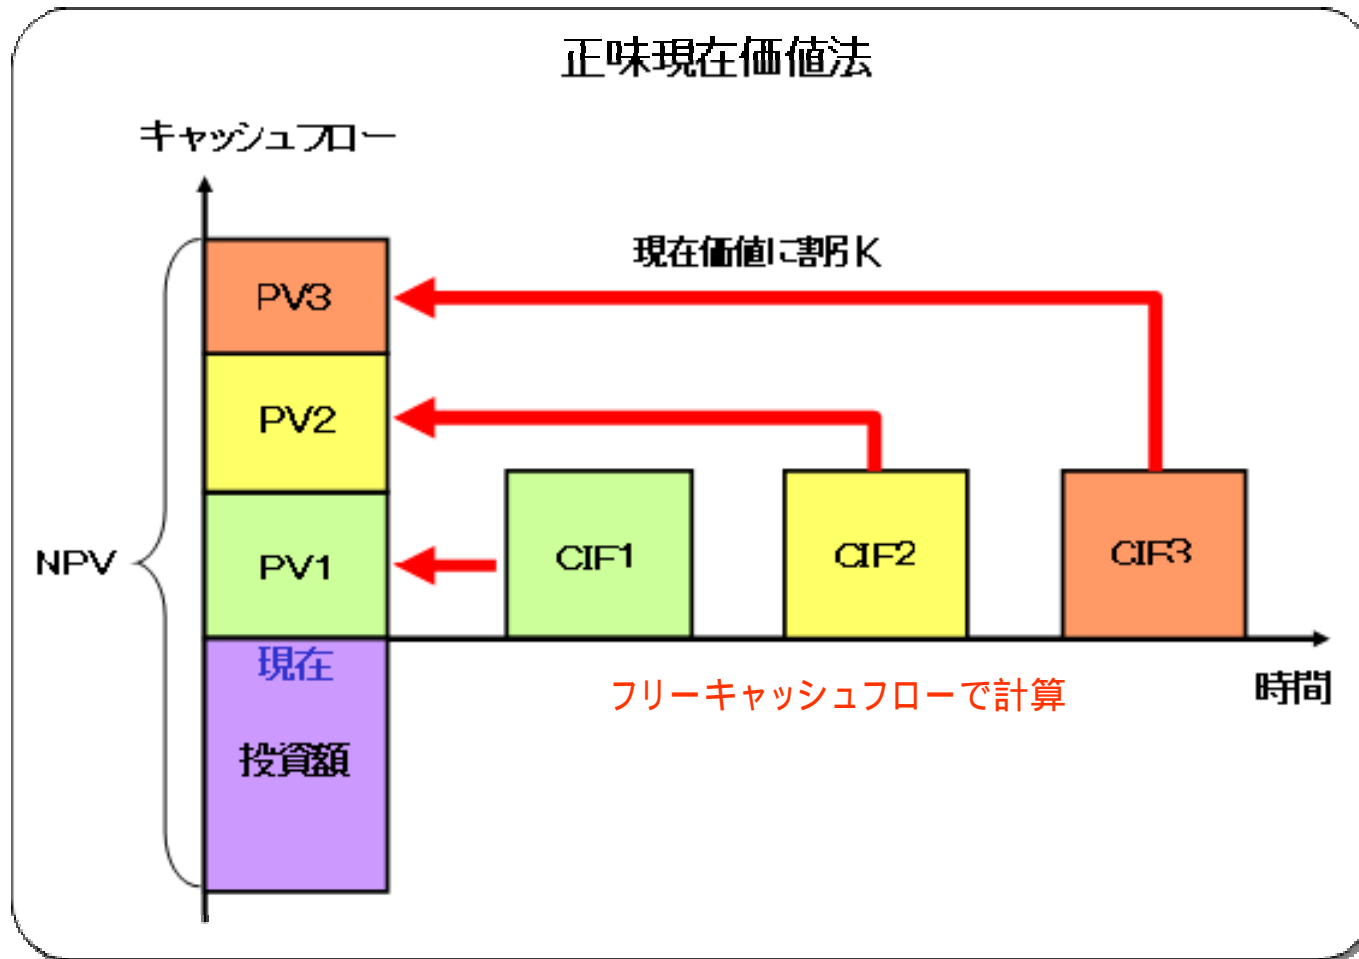 正味現在価値法
キャッシュフロー
現在価値に割引く
PV3
PV2
PV1
NPV
CIF1
CIF2
CIF3
現在
投資額
フリーキャッシュフローで計算
時間